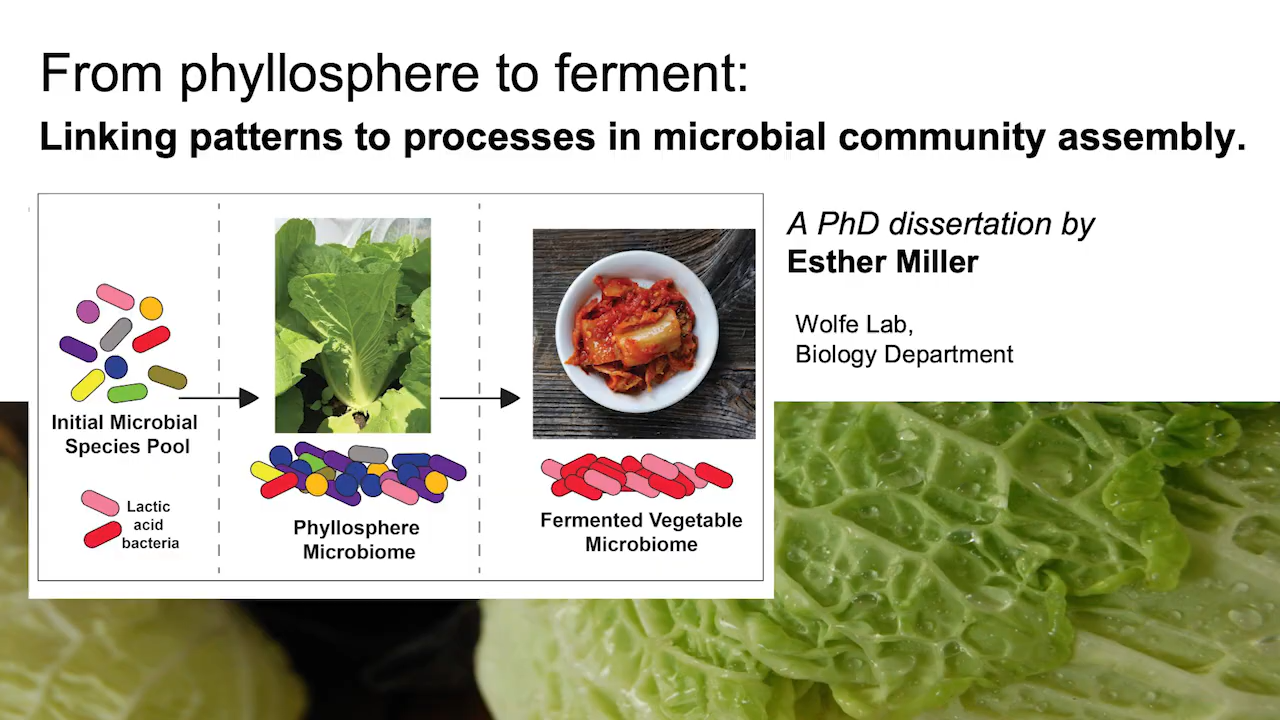 From phyllosphere to ferment:
Linking patterns to processes in microbial community assembly.
A PhD dissertation by
Esther Miller
Wolfe Lab,
Biology Department
Initial Microbial
Species Pool
Lactic
acid
bacteria
Phyllosphere
Microbiome
Fermented Vegetable
Microbiome